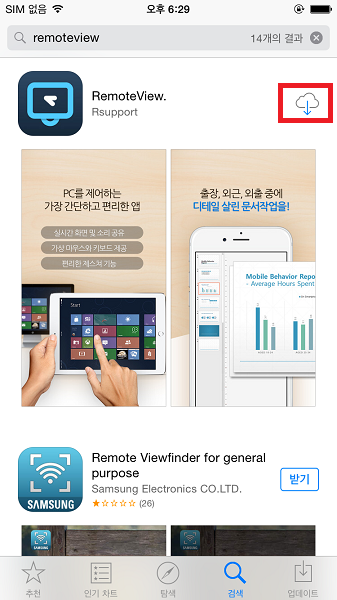 SIM 없음
오후 6:29
remoteview
14개의 결과
RemoteView.
Rsupport
PC를 제어하는
가장 간단하고 편리한 앱
실시간 화면 및 소리 공유
가상 마우스와 키보드 제공
편리한 제스쳐 기능
Start
출장, 외근, 외출 중에
디테일 살린 문서작업을!
Mobile Behavior Repo
- Average Hours Spent
Remote Viewfinder for general
purpose
Samsung Electronics CO.LTD.
(26)
받기
SAMSUNG
SAMSUNG
추천
인기 차트
탐색
검색
업데이트